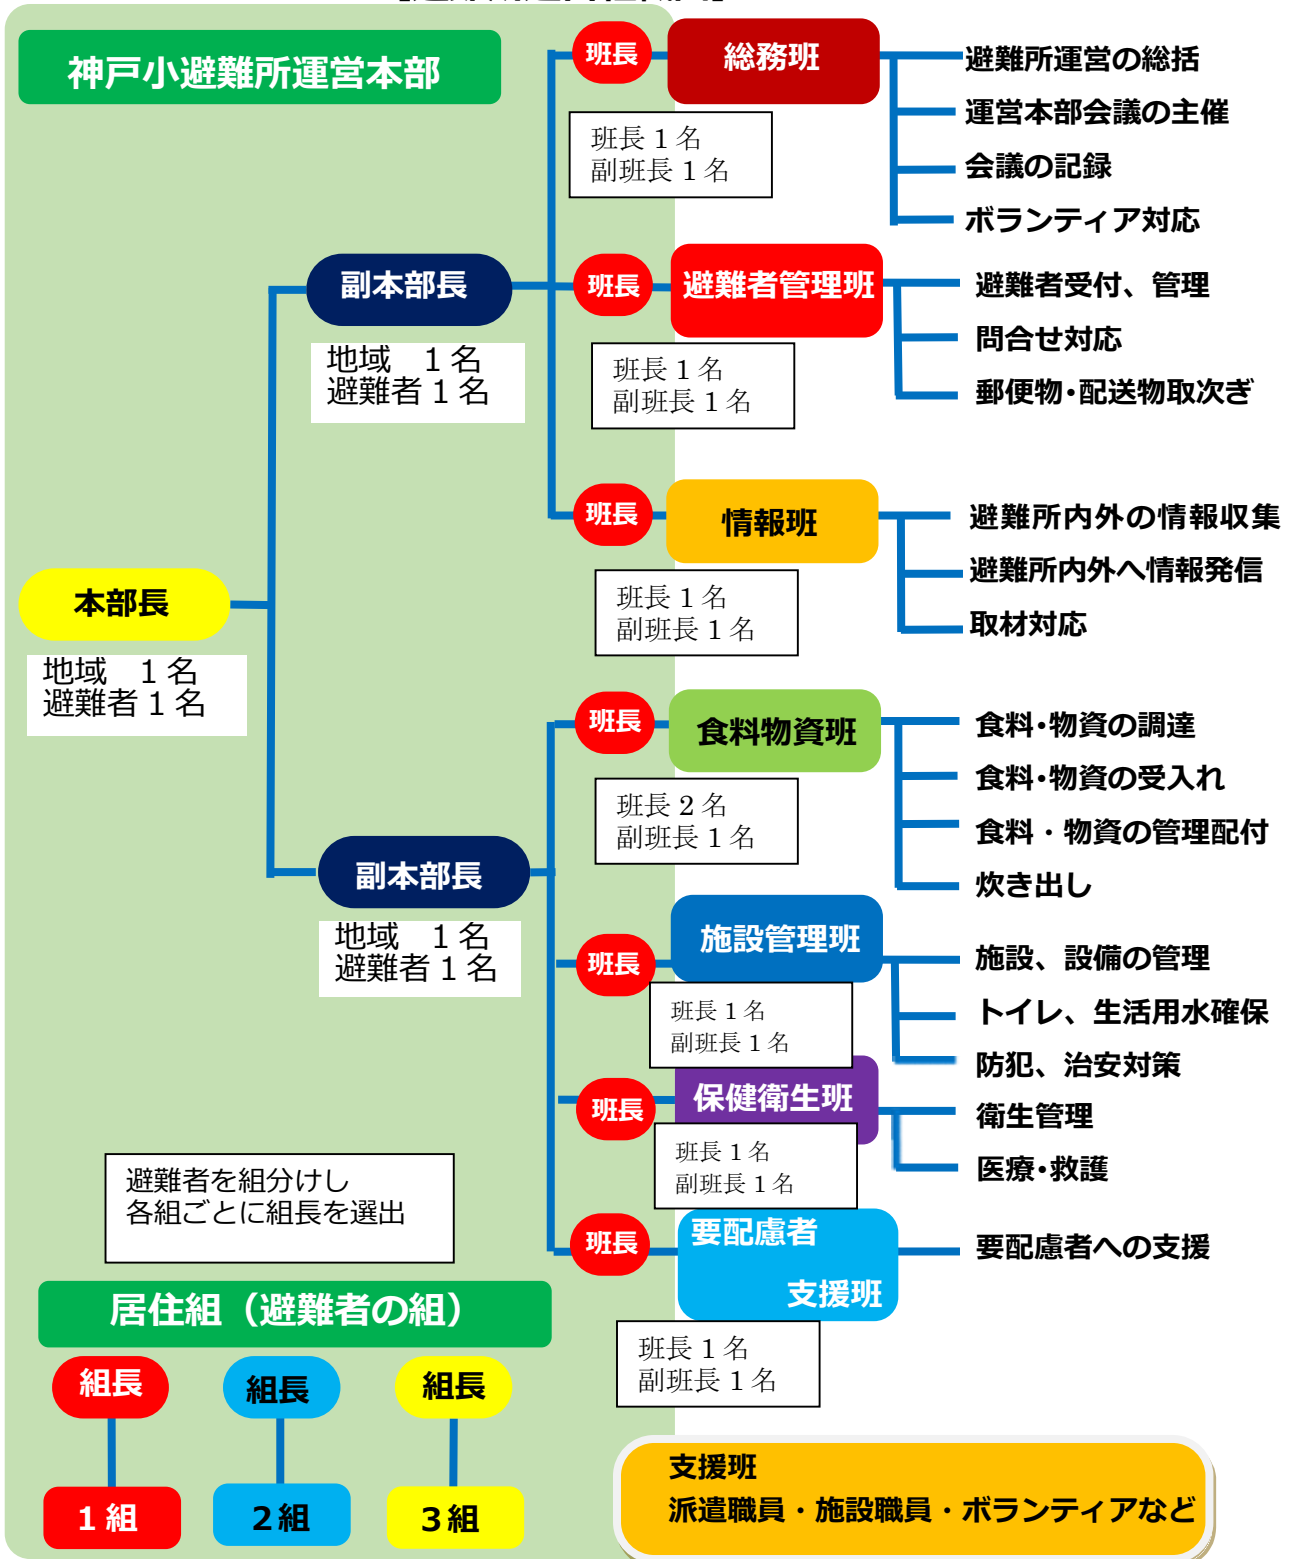 神戸小避難所運営本部
班長
総務班
避難所運営の総括
運営本部会議の主催
会議の記録
ボランティア対応
班長 1 名
副班長 1 名
副本部長
地域　1 名
避難者 1 名
班長
避難者管理班
避難者受付、管理
問合せ対応
郵便物・配送物取次ぎ
班長 1 名
副班長 1 名
班長
情報班
避難所内外の情報収集
避難所内外へ情報発信
取材対応
班長 1 名
副班長 1 名
本部長
地域　1 名
避難者 1 名
班長
食料物資班
食料・物資の調達
食料・物資の受入れ
食料・物資の管理配付
炊き出し
班長 2 名
副班長 1 名
副本部長
地域　1 名
避難者 1 名
班長
施設管理班
施設、設備の管理
トイレ、生活用水確保
防犯、治安対策
班長 1 名
副班長 1 名
班長
保健衛生班
衛生管理
医療・救護
班長 1 名
副班長 1 名
班長
要配慮者
支援班
要配慮者への支援
班長 1 名
副班長 1 名
避難者を組分けし
各組ごとに組長を選出
居住組（避難者の組）
組長
組長
組長
1 組
2 組
3 組
支援班
派遣職員・施設職員・ボランティアなど